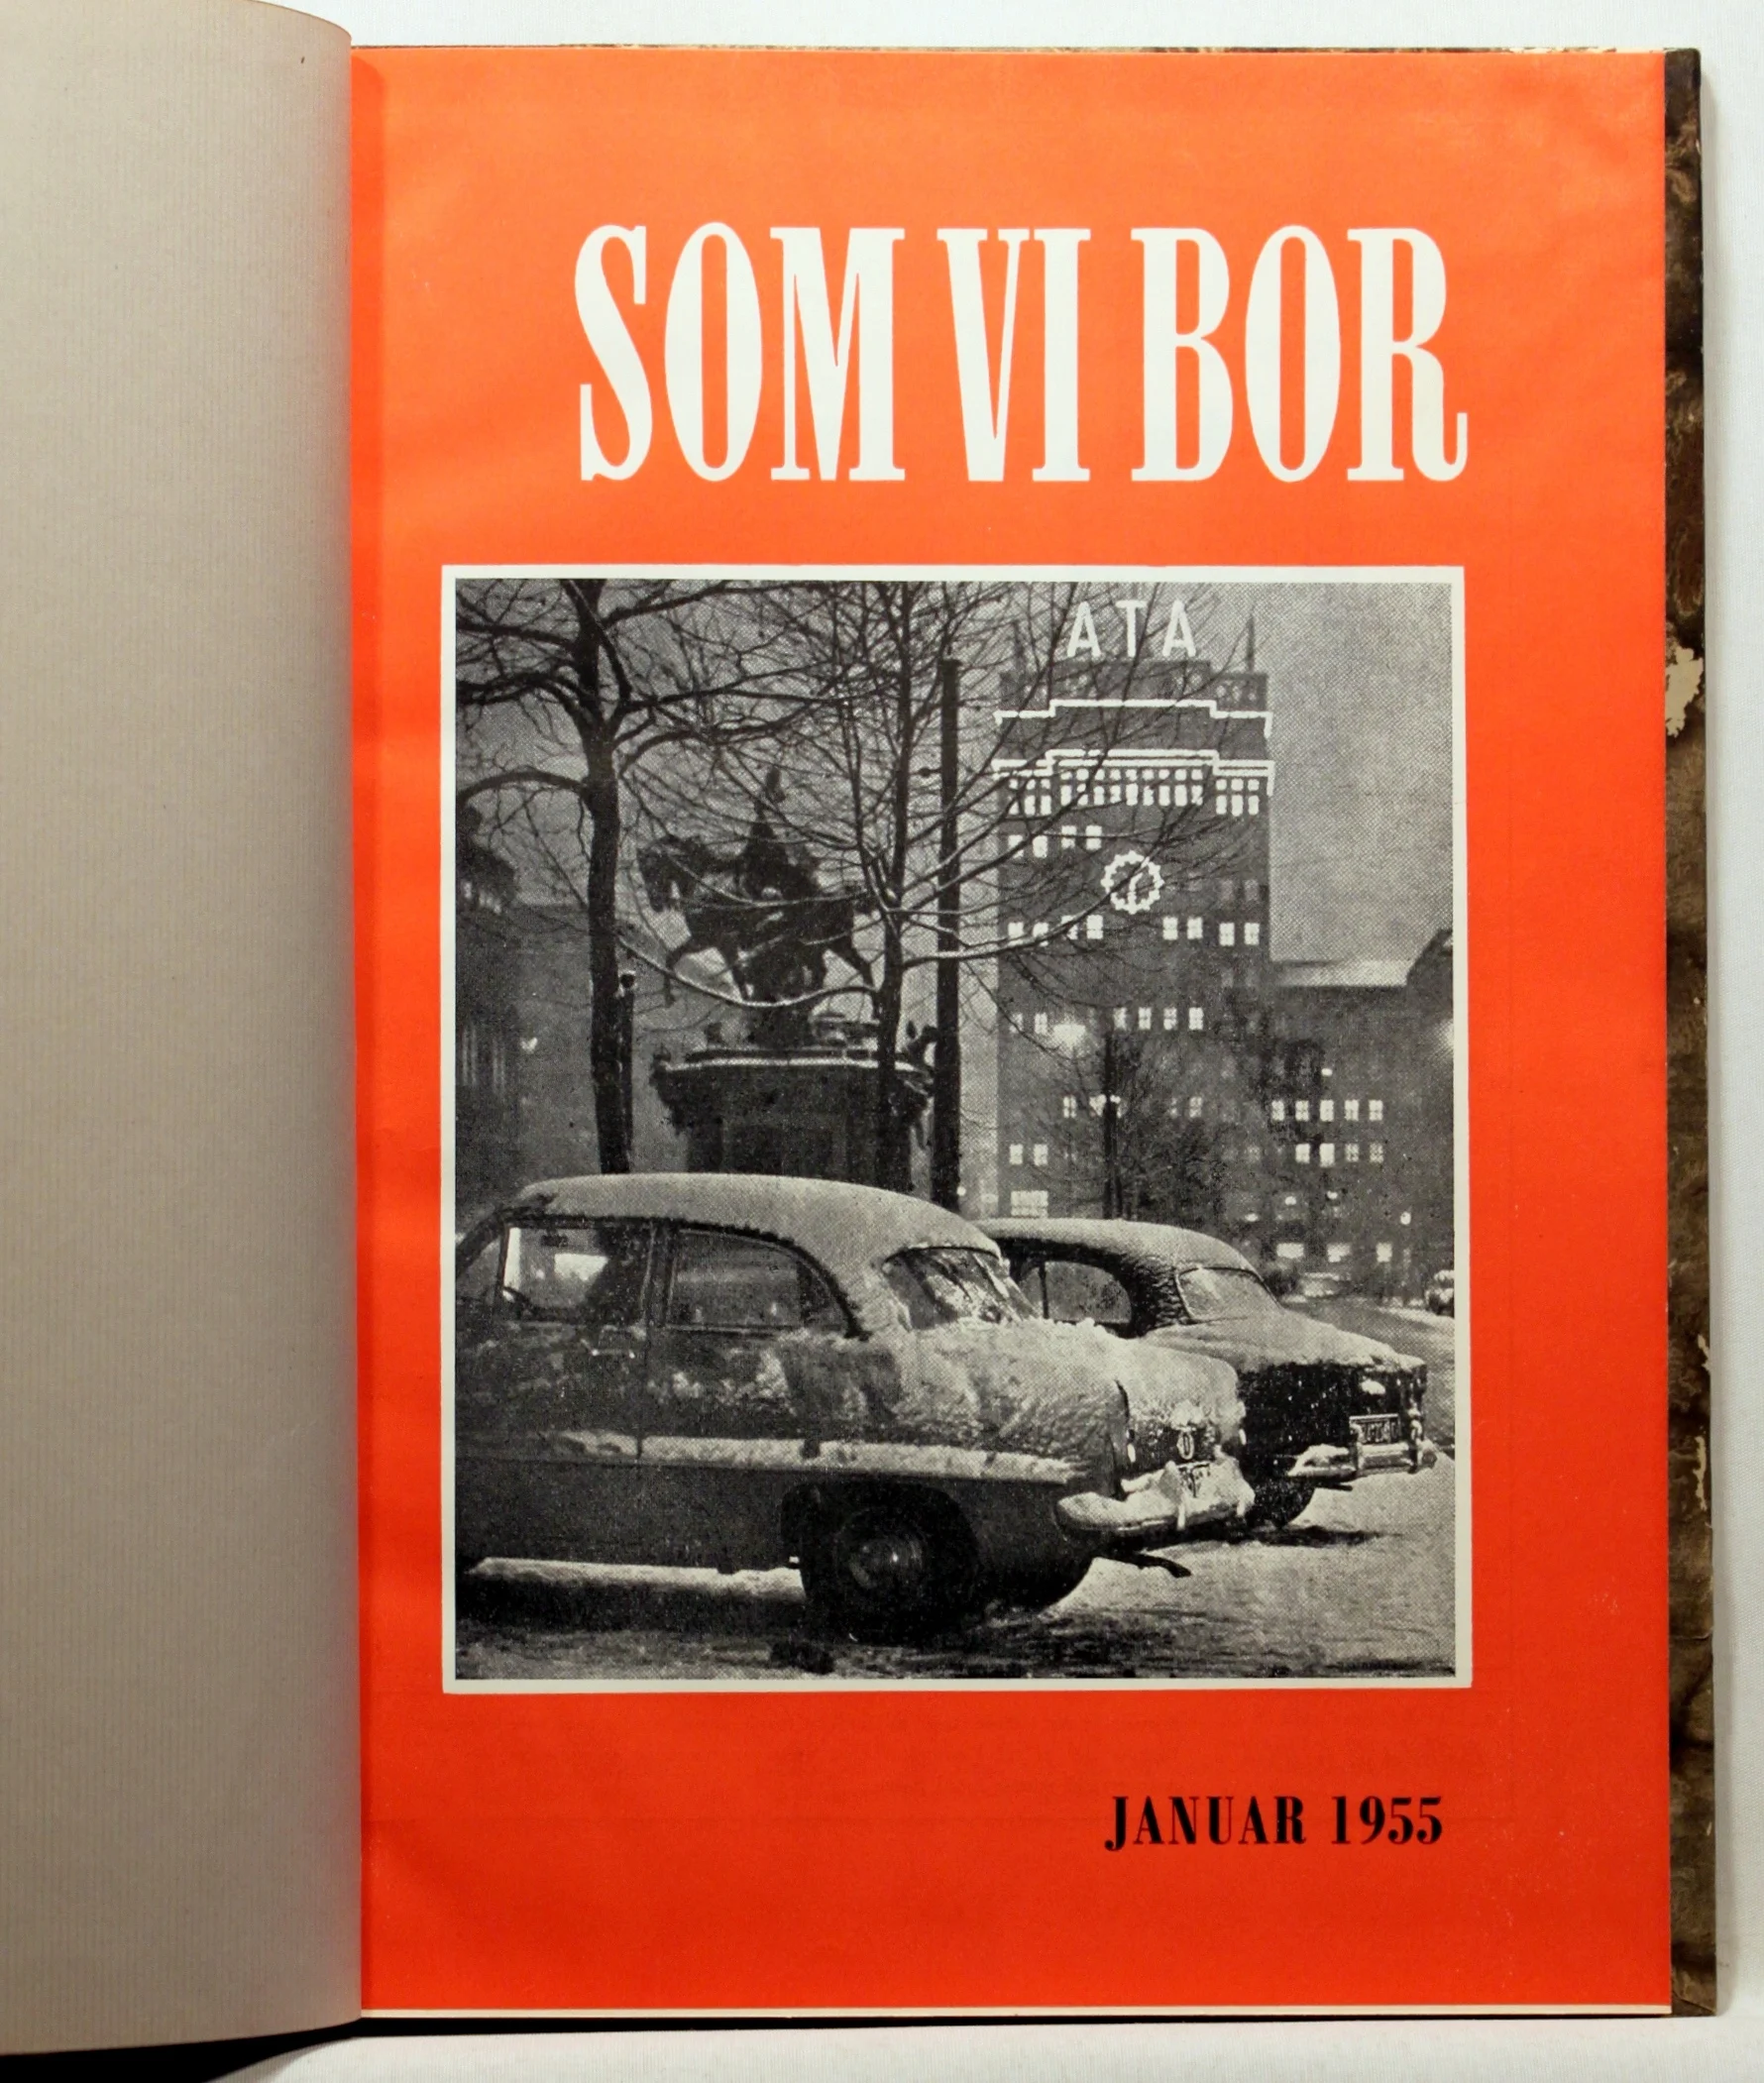 SOM VI BOR
ATA
JANUAR 1955